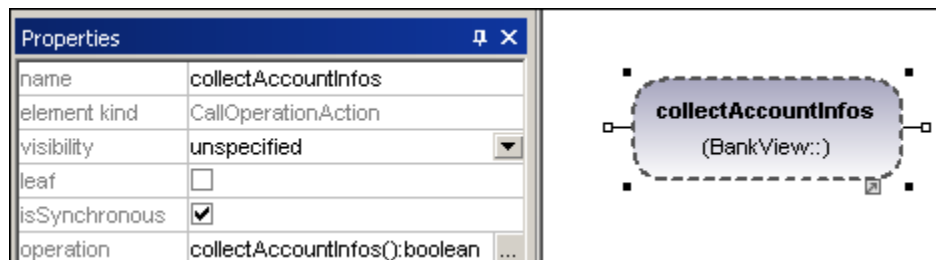 Properties
name collectAccountInfos
element kind CallOperationAction
visibility unspecified
leaf
isSynchronous
operation collectAccountInfos():boolean ...
collectAccountInfos
(BankView::)